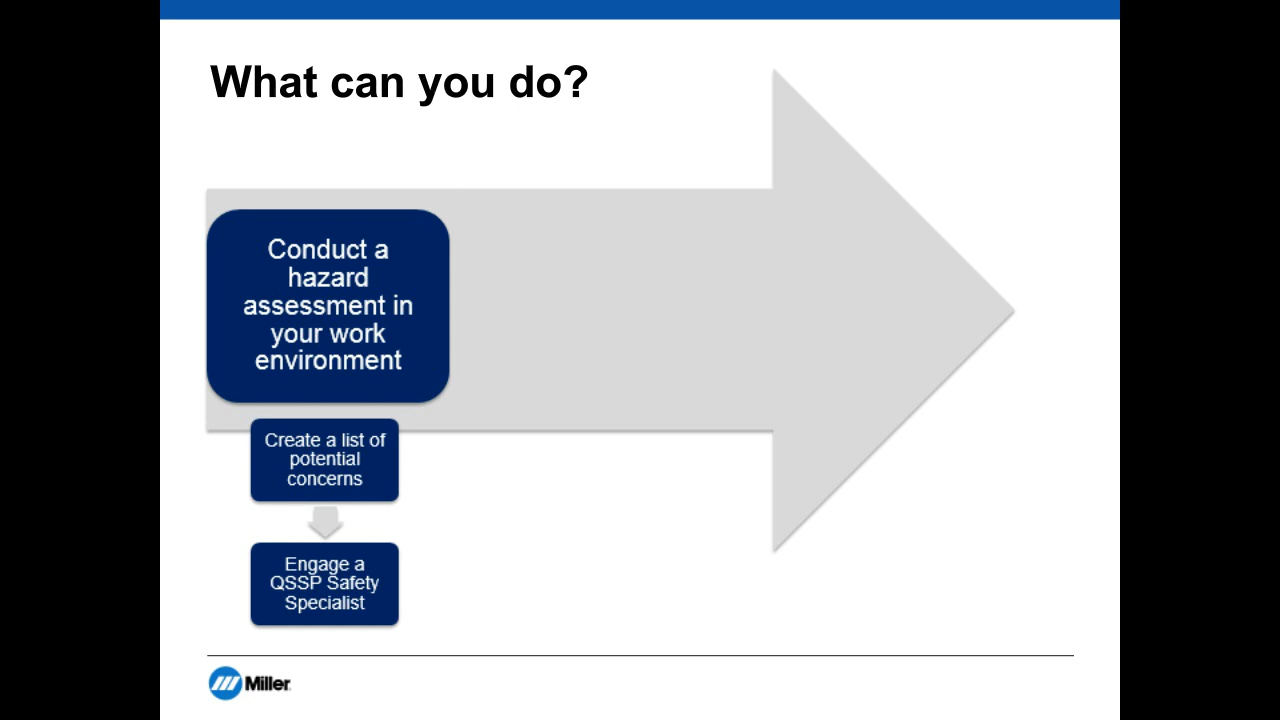 What can you do?
Conduct a
hazard
assessment in
your work
environment
Create a list of
potential
concerns
Engage a
QSSP Safety
Specialist
Miller